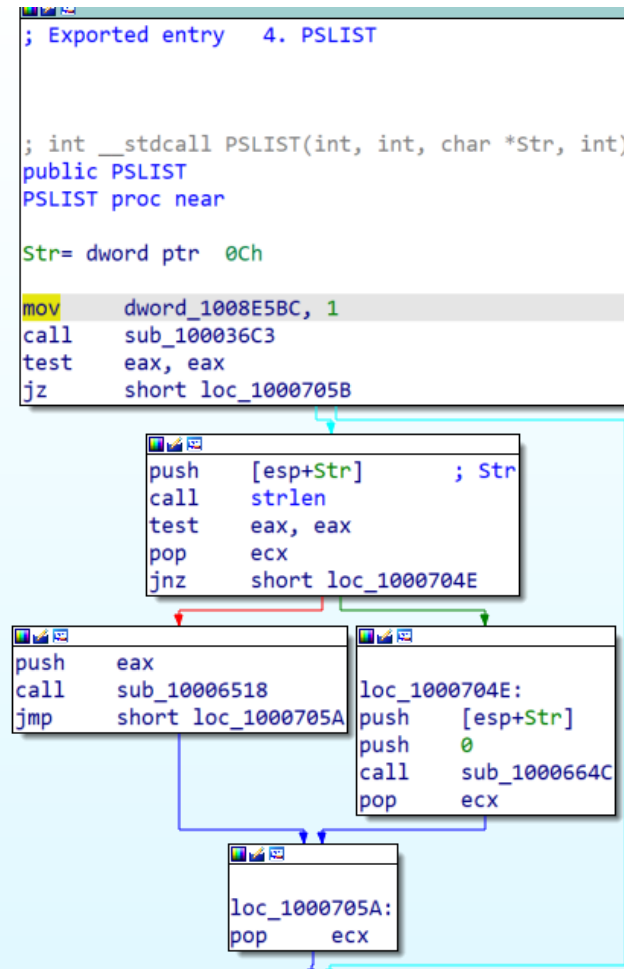 ; Exported entry   4. PSLIST
; int __stdcall PSLIST(int, int, char *Str, int)
public PSLIST
PSLIST proc near
Str= dword ptr  0Ch
mov     dword_1008E5BC, 1
call    sub_100036C3
test    eax, eax
jz      short loc_1000705B
push    [esp+Str]       ; Str
call    strlen
test    eax, eax
pop     ecx
jnz     short loc_1000704E
push    eax
call    sub_10006518
jmp     short loc_1000705A
loc_1000704E:
push    [esp+Str]
push    0
call    sub_1000664C
pop     ecx
loc_1000705A:
pop     ecx